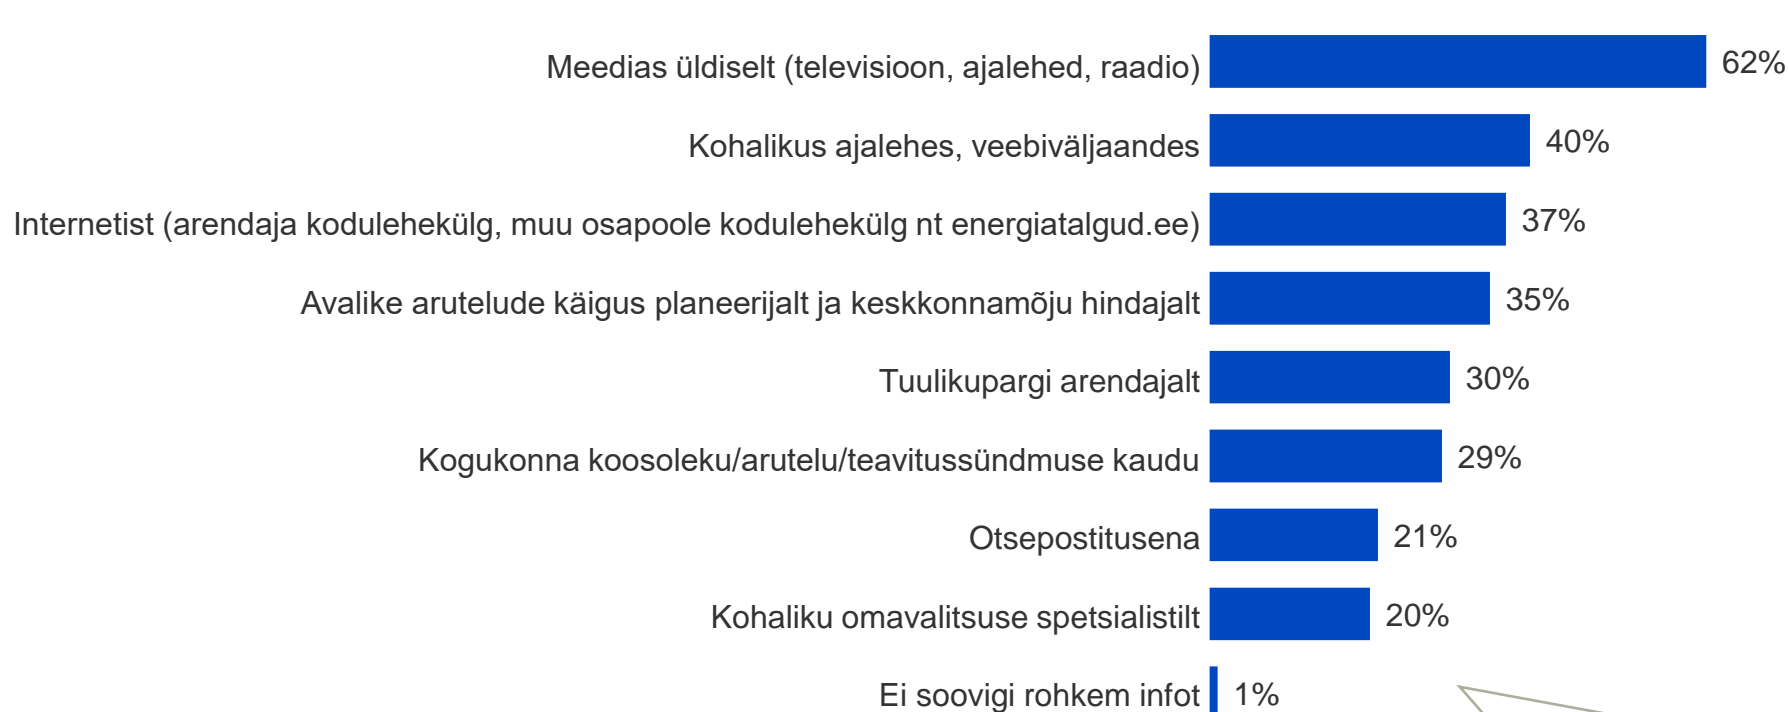 Meedias üldiselt (televisioon, ajalehed, raadio) 62%
Kohalikus ajalehes, veebiväljaandes 40%
Internetist (arendaja kodulehekülg, muu osapoole kodulehekülg nt energiatalgud.ee) 37%
Avalike arutelude käigus planeerijalt ja keskkonnamõju hindajalt 35%
Tuulikupargi arendajalt 30%
Kogukonna koosoleku/arutelu/teavitussündmuse kaudu 29%
Otsepostitusena 21%
Kohaliku omavalitsuse spetsialistilt 20%
Ei soovigi rohkem infot 1%